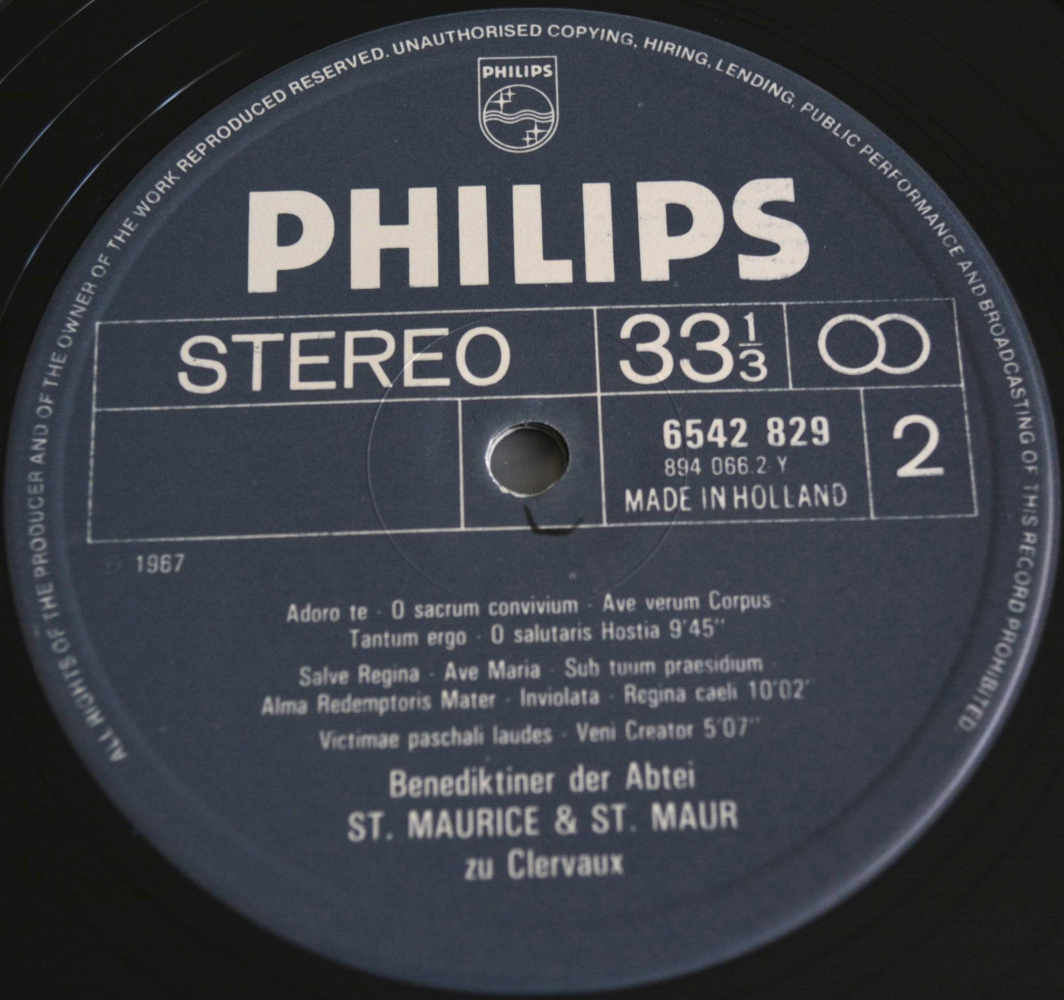 ALL RIGHTS OF THE PRODUCER AND OF THE OWNER OF THE WORK REPRODUCED RESERVED. UNAUTHORISED COPYING, HIRING, LENDING, PUBLIC PERFORMANCE AND BROADCASTING OF THIS RECORD PROHIBITED.
PHILIPS
PHILIPS
STEREO
33 1/3
6542 829
2
894 066.2 Y
MADE IN HOLLAND
℗ 1967
Adoro te · O sacrum convivium · Ave verum Corpus
Tantum ergo · O salutaris Hostia 9'45"
Salve Regina · Ave Maria · Sub tuum praesidium
Alma Redemptoris Mater · Inviolata · Regina caeli 10'02'
Victimae paschali laudes · Veni Creator 5'07"
Benediktiner der Abtei
ST. MAURICE & ST. MAUR
zu Clervaux